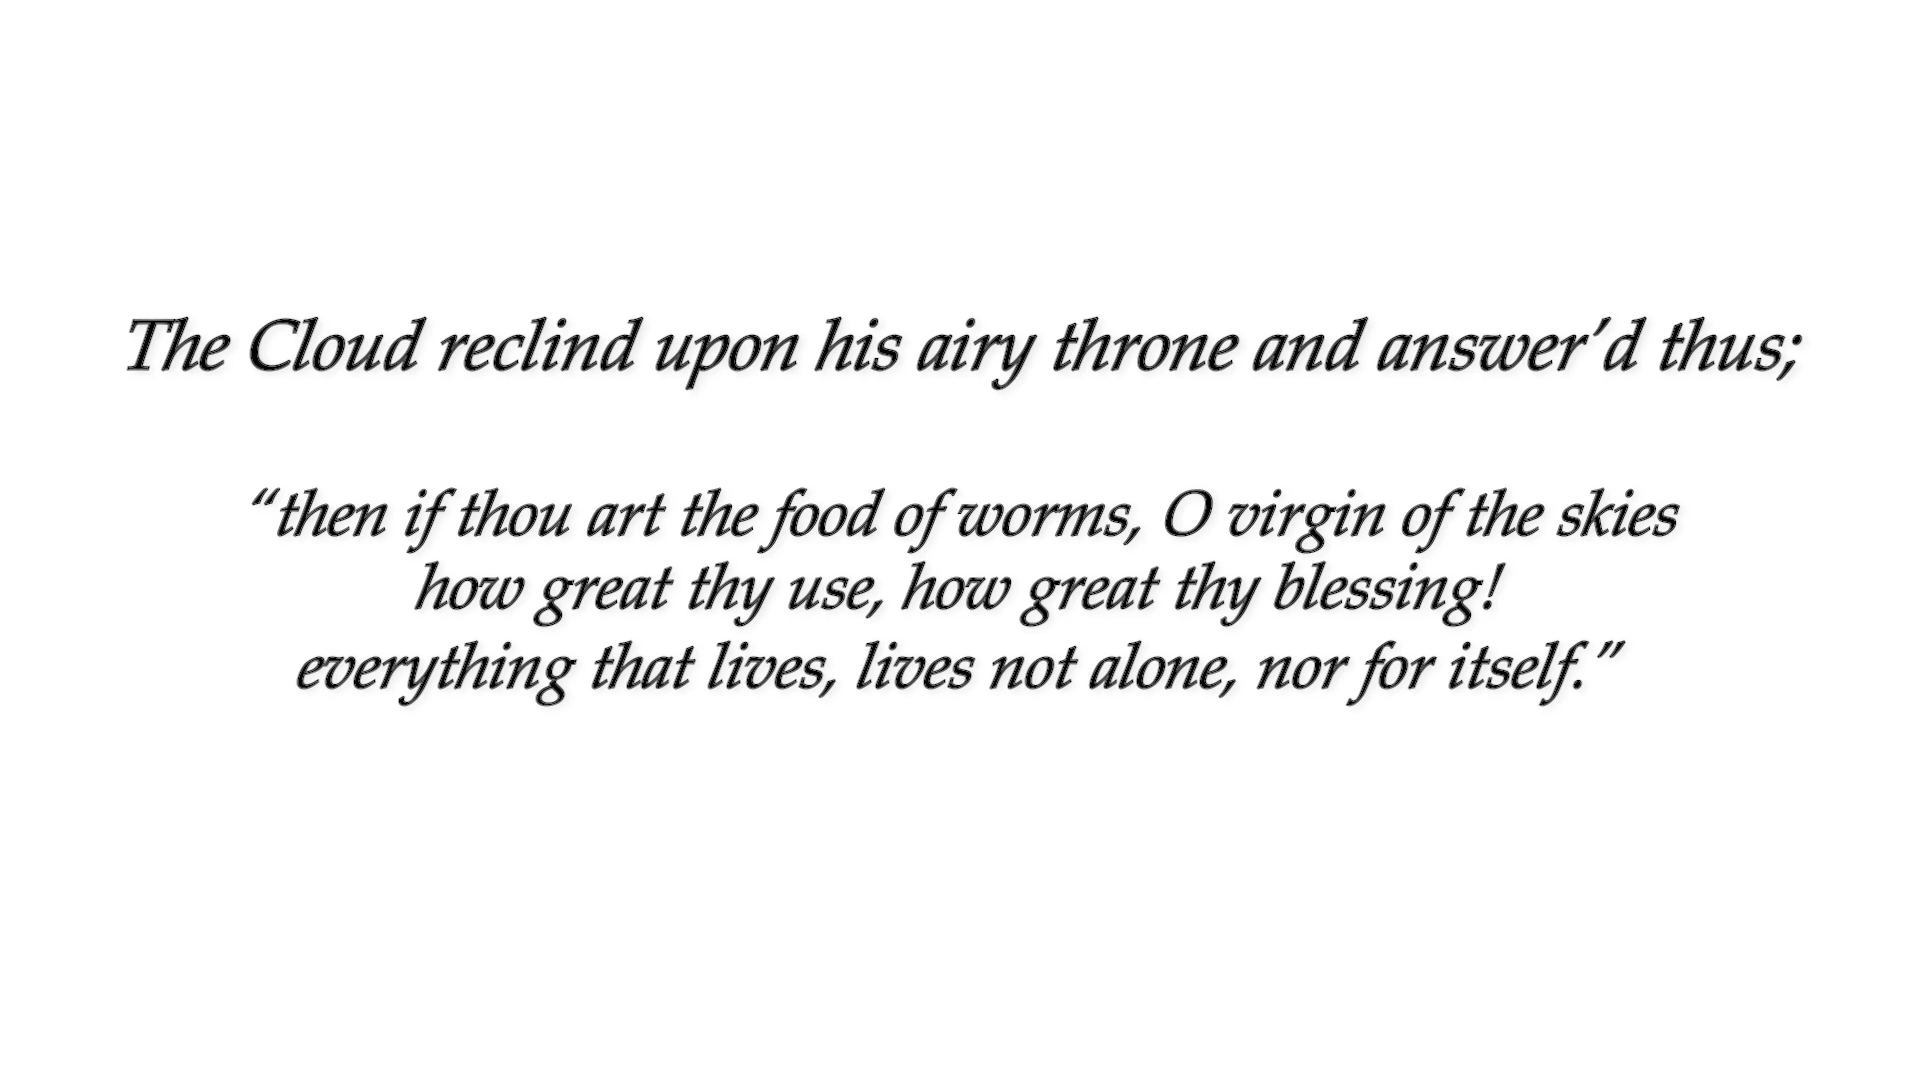 The Cloud reclind upon his airy throne and answer’d thus;
“then if thou art the food of worms, O virgin of the skies
how great thy use, how great thy blessing!
everything that lives, lives not alone, nor for itself.”